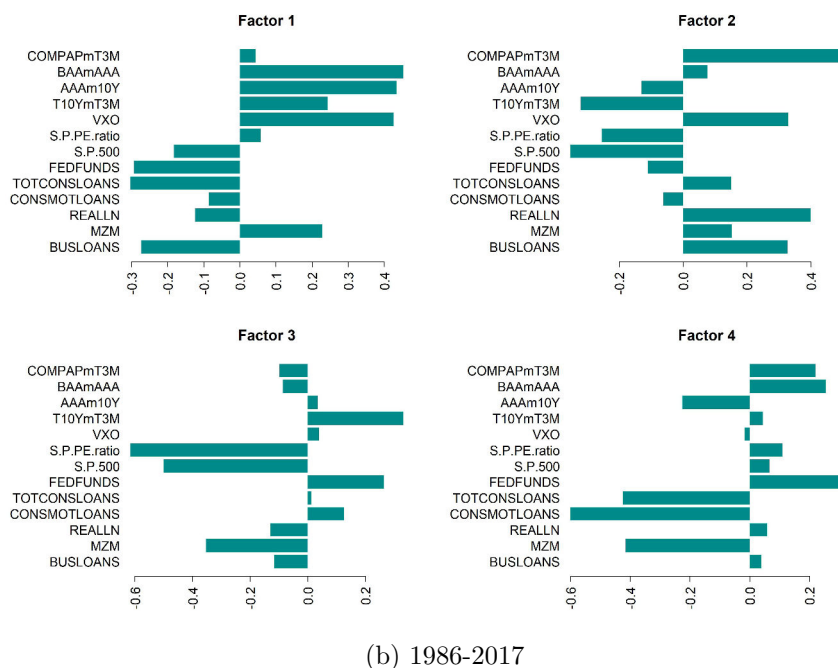 Factor 1
COMPAPmT3M
BAAmAAA
AAAm10Y
T10YmT3M
VXO
S.P.PE.ratio
S.P.500
FEDFUNDS
TOTCONSLOANS
CONSMOTLOANS
REALLN
MZM
BUSLOANS
-0.3 -0.2 -0.1 0.0 0.1 0.2 0.3 0.4
Factor 2
COMPAPmT3M
BAAmAAA
AAAm10Y
T10YmT3M
VXO
S.P.PE.ratio
S.P.500
FEDFUNDS
TOTCONSLOANS
CONSMOTLOANS
REALLN
MZM
BUSLOANS
-0.2 0.0 0.2 0.4
Factor 3
COMPAPmT3M
BAAmAAA
AAAm10Y
T10YmT3M
VXO
S.P.PE.ratio
S.P.500
FEDFUNDS
TOTCONSLOANS
CONSMOTLOANS
REALLN
MZM
BUSLOANS
-0.6 -0.4 -0.2 0.0 0.2
Factor 4
COMPAPmT3M
BAAmAAA
AAAm10Y
T10YmT3M
VXO
S.P.PE.ratio
S.P.500
FEDFUNDS
TOTCONSLOANS
CONSMOTLOANS
REALLN
MZM
BUSLOANS
-0.6 -0.4 -0.2 0.0 0.2
(b) 1986-2017